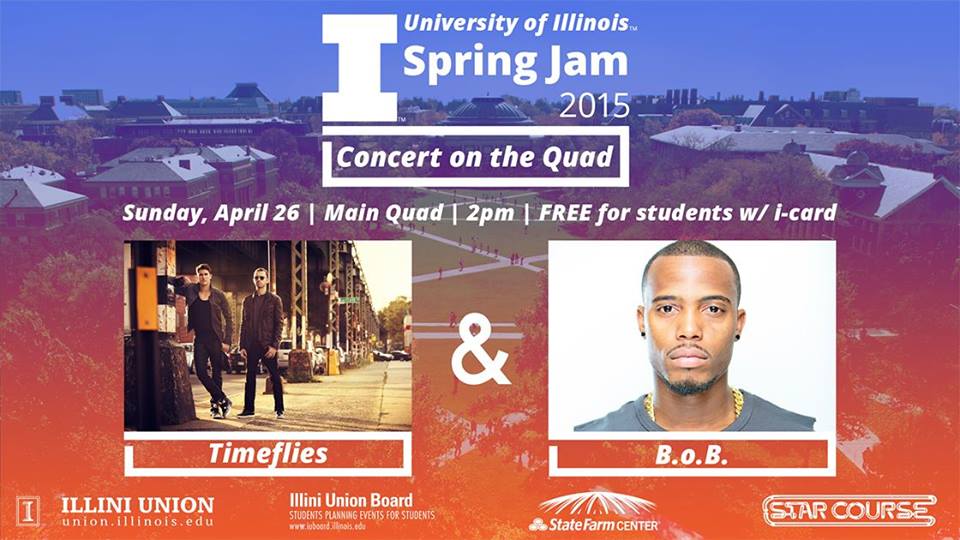 University of Illinois™
Spring Jam
2015
Concert on the Quad
Sunday, April 26 | Main Quad | 2pm | FREE for students w/ i-card
&
Timeflies
B.o.B.
I ILLINI UNION
union.illinois.edu
Illini Union Board
STUDENTS PLANNING EVENTS FOR STUDENTS
www.iuboard.illinois.edu
State Farm CENTER
STAR COURSE